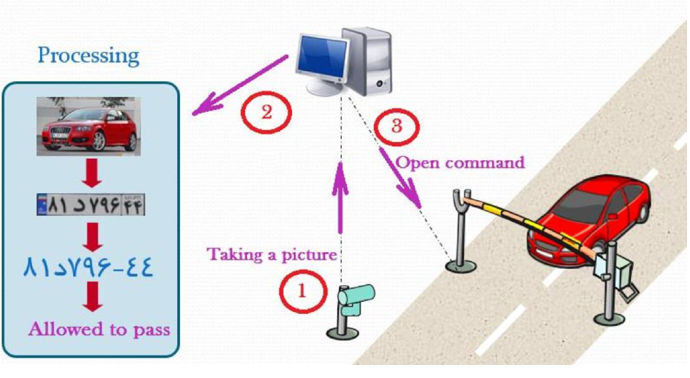 Processing
۸۱ د ۷۹۶ ۴۴
۸۱د۷۹۶-٤٤
Allowed to pass
2
3
Open command
Taking a picture
1